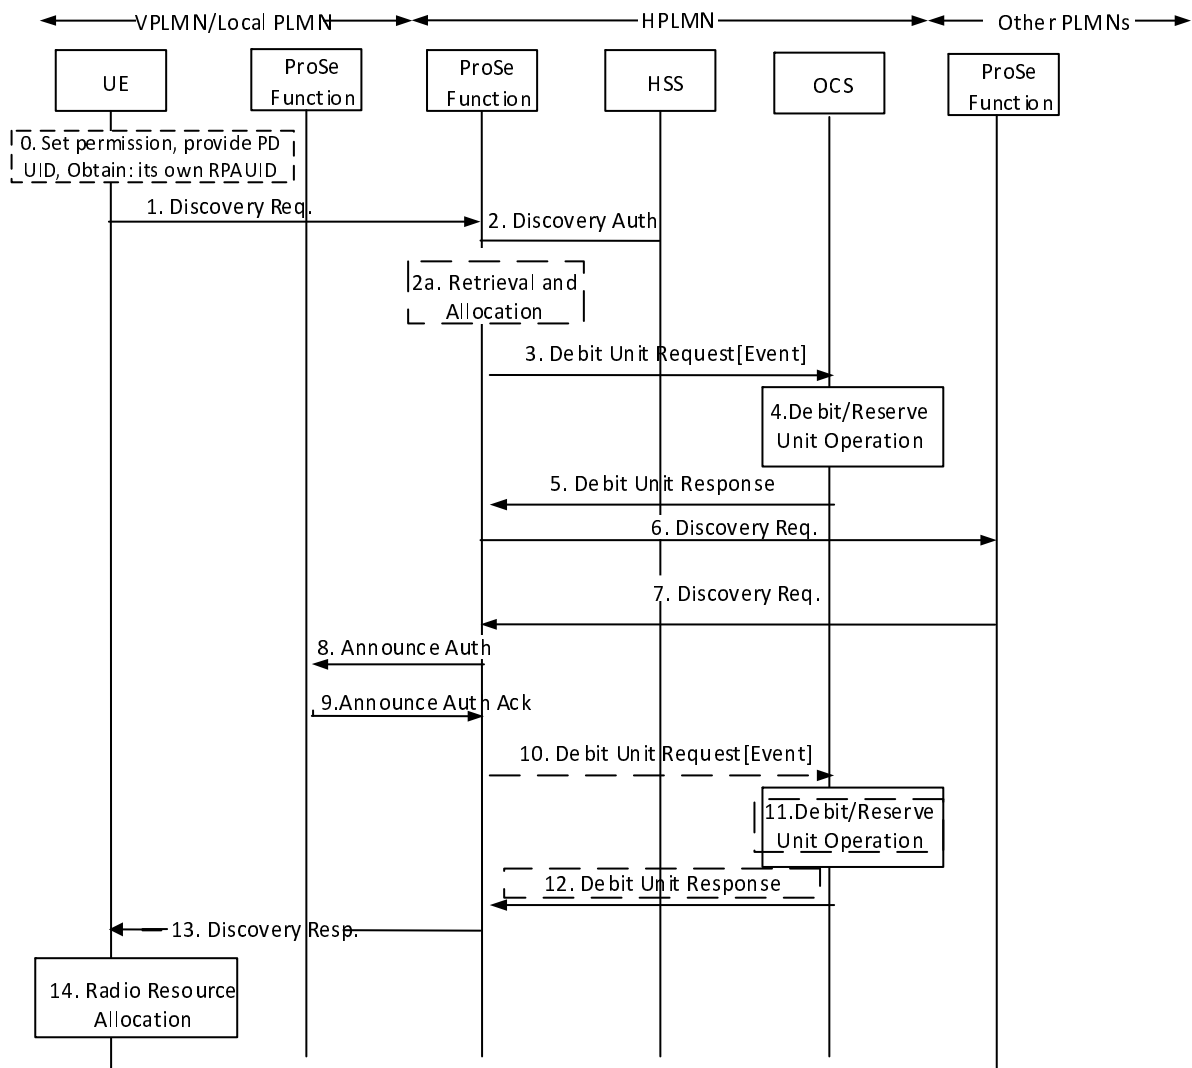 VPLMN/Local PLMN
HPLMN
Other PLMNs
UE
ProSe
Function
ProSe
Function
HSS
OCS
ProSe
Function
0. Set permission, provide PD
UID, Obtain: its own RPAUID
1. Discovery Req.
2. Discovery Auth
2a. Retrieval and
Allocation
3. Debit Unit Request[Event]
4.Debit/Reserve
Unit Operation
5. Debit Unit Response
6. Discovery Req.
7. Discovery Req.
8. Announce Auth
9.Announce Auth Ack
10. Debit Unit Request[Event]
11.Debit/Reserve
Unit Operation
12. Debit Unit Response
13. Discovery Resp.
14. Radio Resource
Allocation